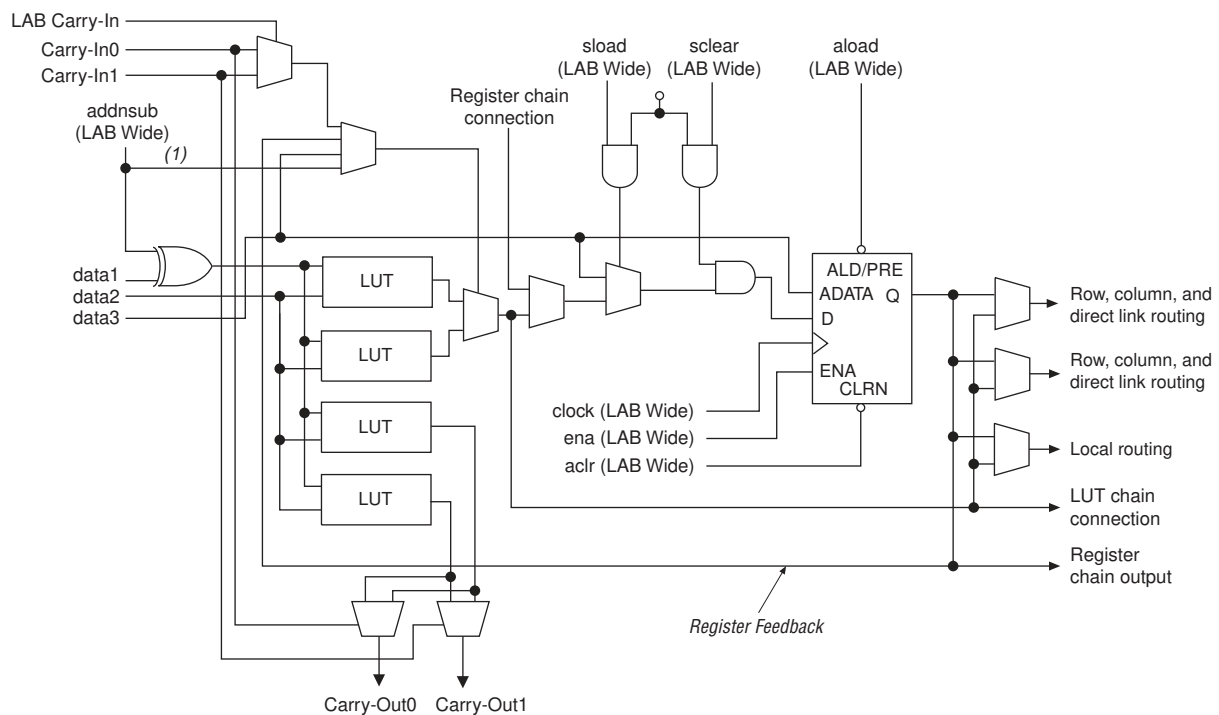 LAB Carry-In
Carry-In0
Carry-In1
addnsub
(LAB Wide)
(1)
Register chain
connection
sload
(LAB Wide)
sclear
(LAB Wide)
aload
(LAB Wide)
data1
data2
data3
LUT
LUT
LUT
LUT
ALD/PRE
ADATA
Q
D
ENA
CLRN
clock (LAB Wide)
ena (LAB Wide)
aclr (LAB Wide)
Row, column, and
direct link routing
Row, column, and
direct link routing
Local routing
LUT chain
connection
Register
chain output
Register Feedback
Carry-Out0
Carry-Out1